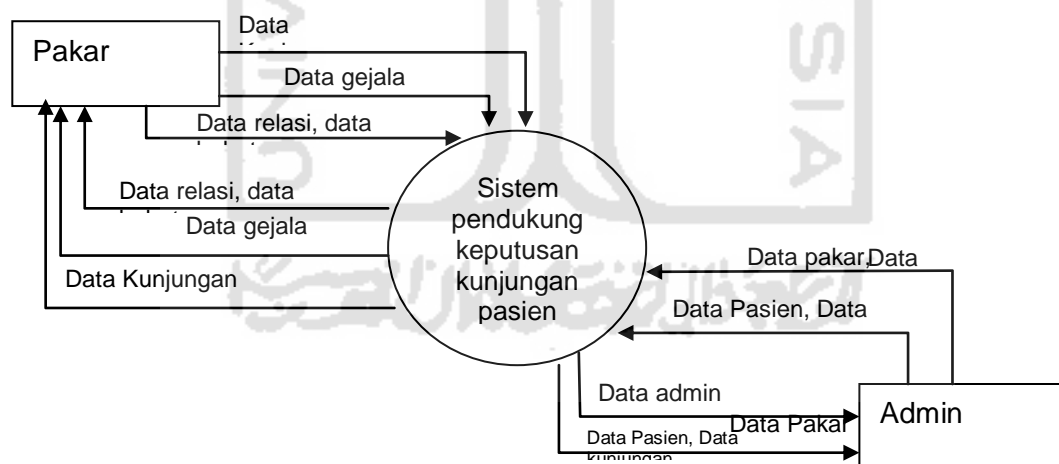 Pakar
Data
Data gejala
Data relasi, data
Data relasi, data
Data gejala
Data Kunjungan
Sistem
pendukung
keputusan
kunjungan
pasien
Data pakar,Data
Data Pasien, Data
Data admin
Data Pakar
Data Pasien, Data
kunjungan
Admin